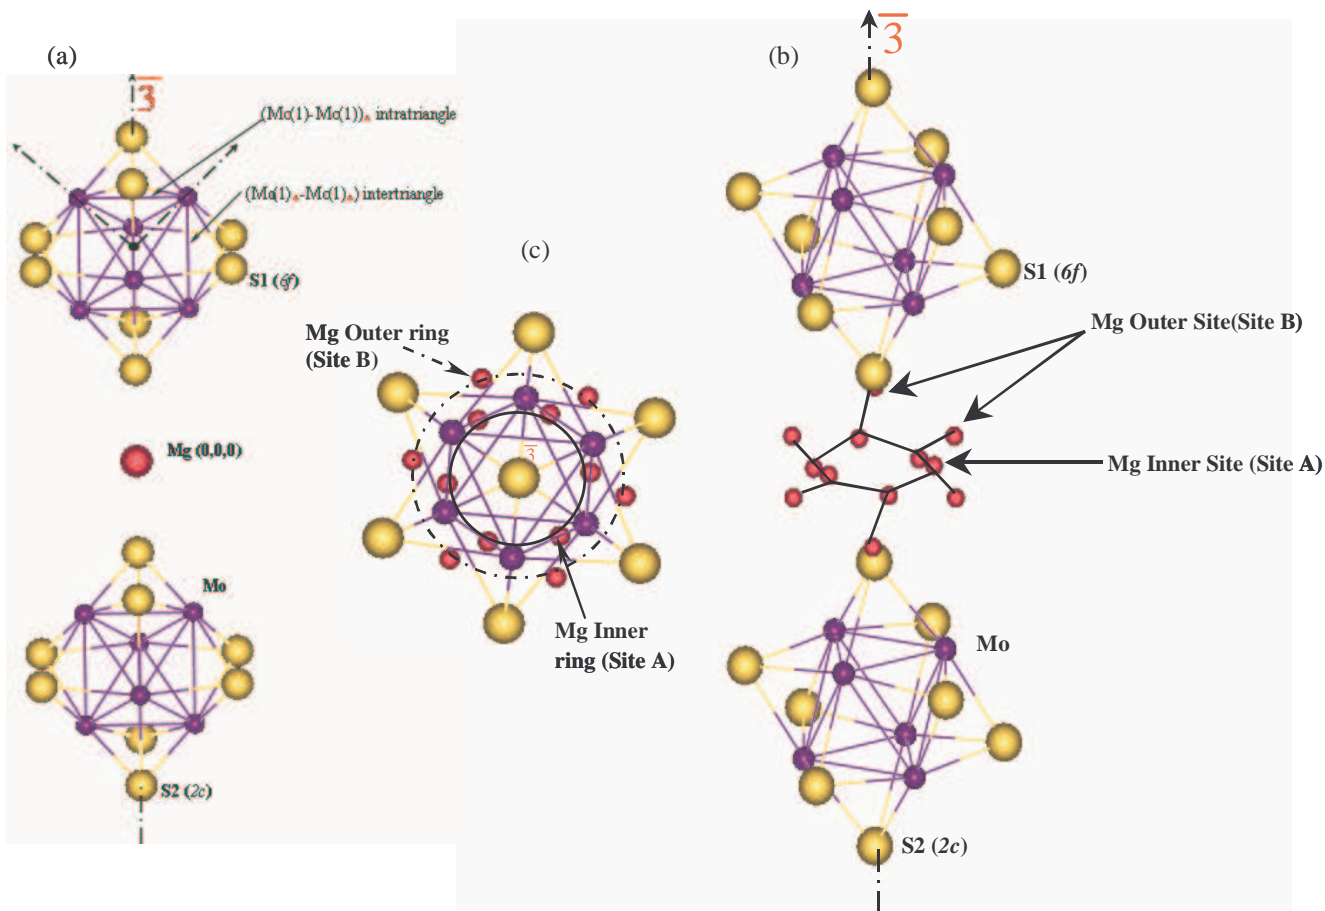 (a)
3̅
(Mo(1)-Mo(1))▵ intratriangle
(Mo(1)▵-Mo(1)▵) intertriangle
S1 (6f)
Mg (0,0,0)
Mo
S2 (2c)
(c)
Mg Outer ring
(Site B)
3̅
Mg Inner
ring (Site A)
(b)
3̅
S1 (6f)
Mg Outer Site(Site B)
Mg Inner Site (Site A)
Mo
S2 (2c)